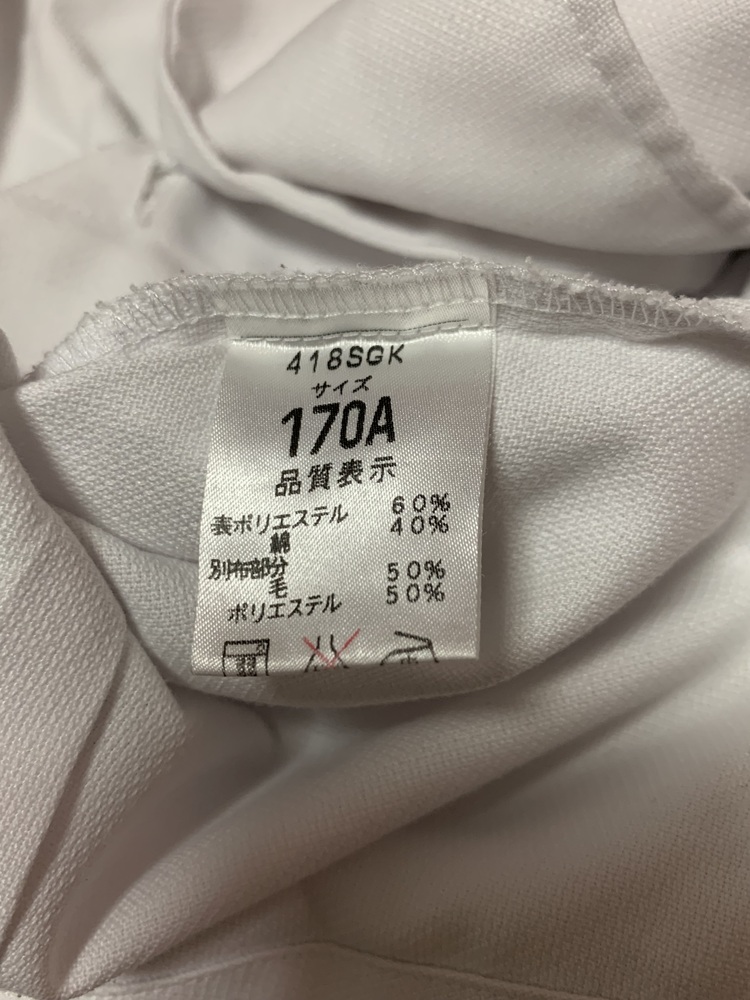 418SGK
サイズ
170A
品質表示
表ポリエステル 60%
綿 40%
別布部分
毛 50%
ポリエステル 50%